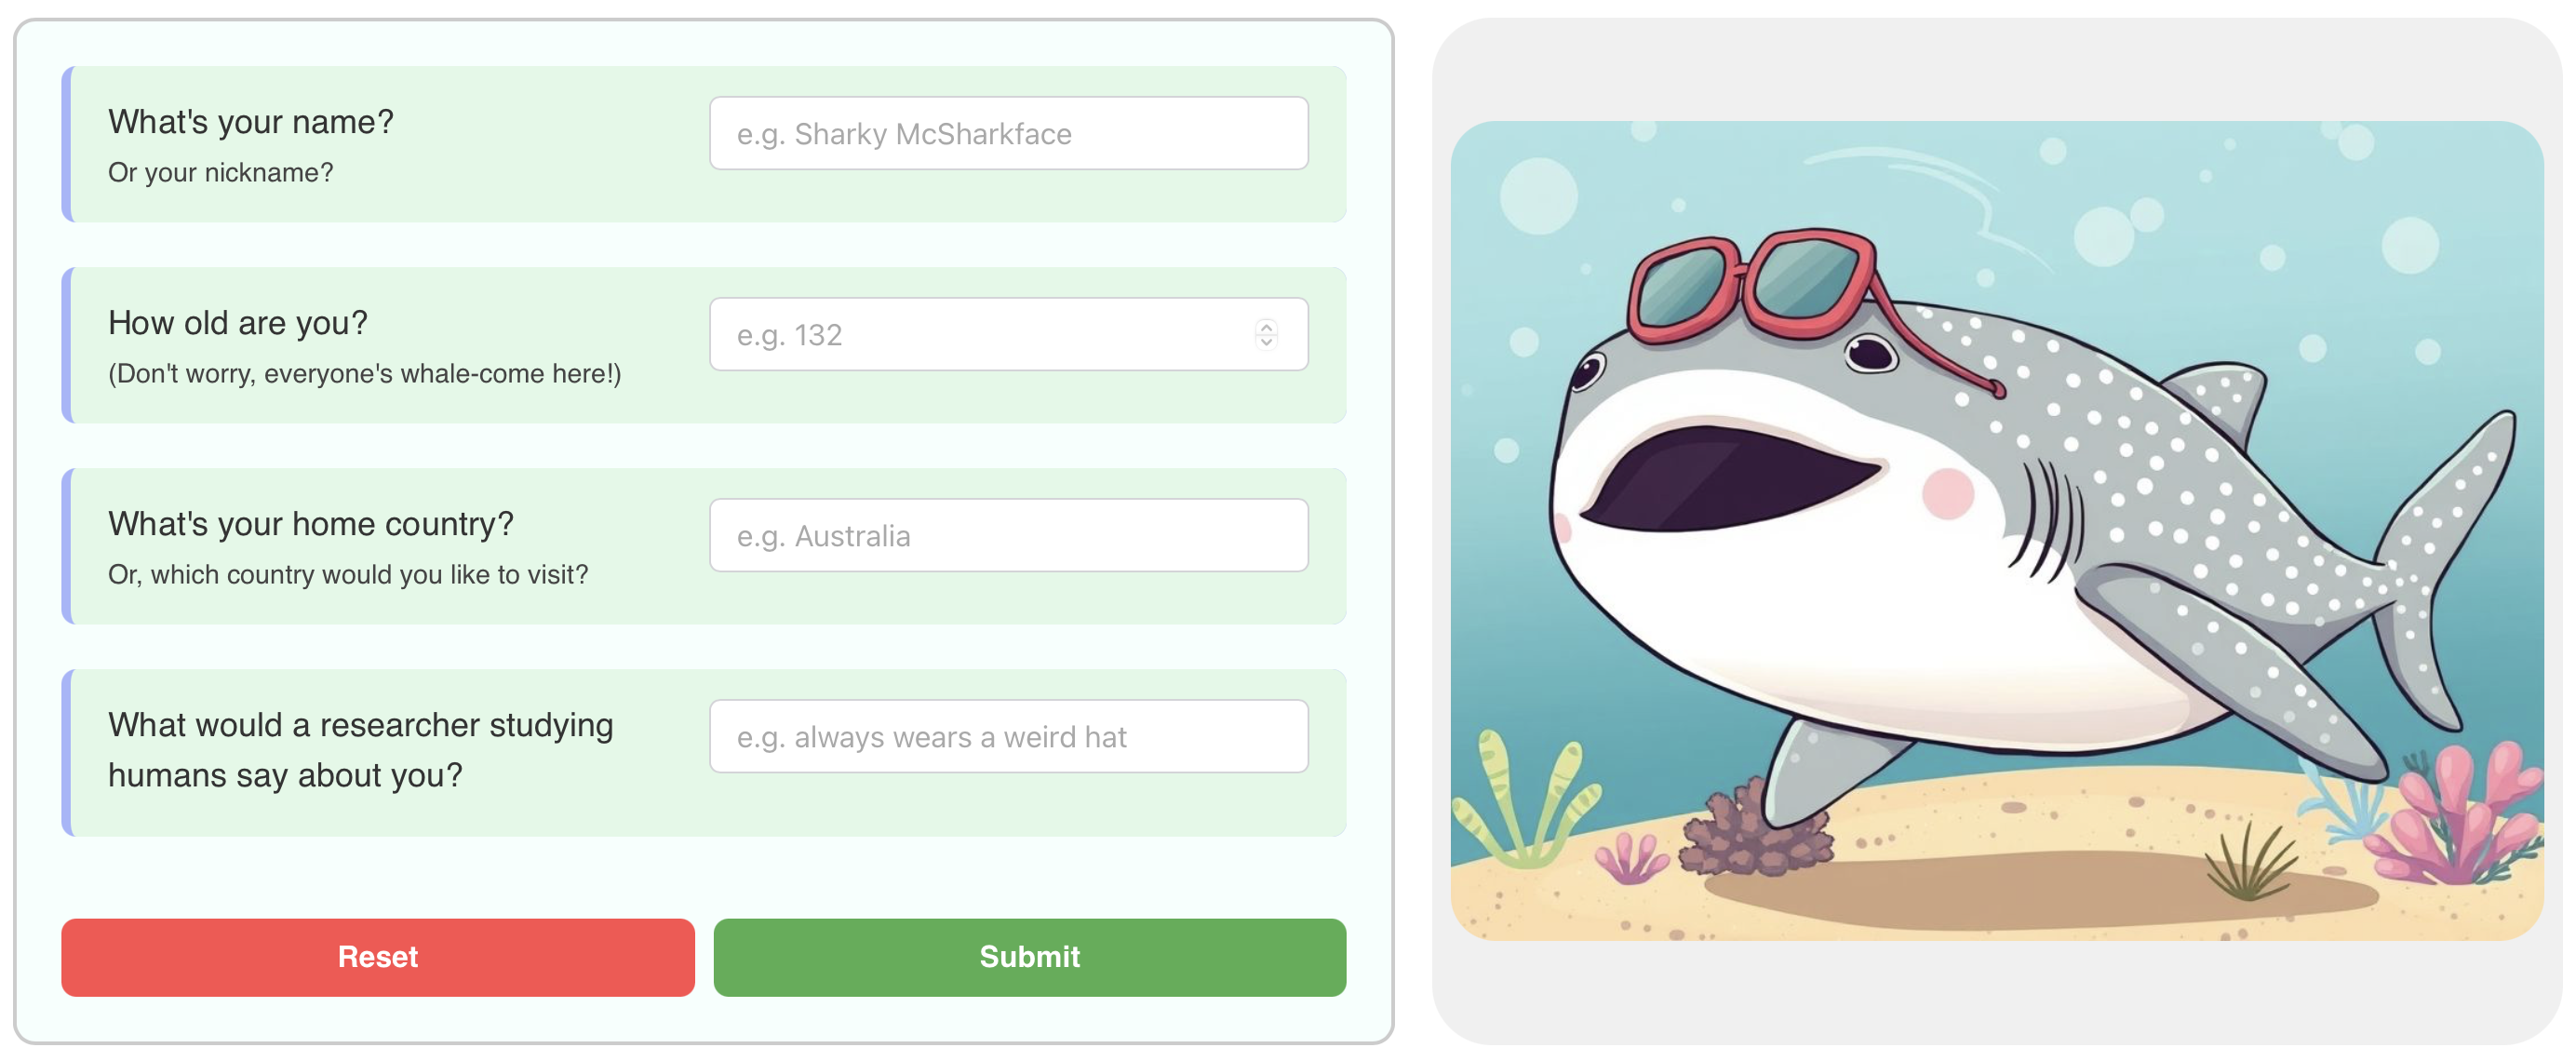 What's your name?
e.g. Sharky McSharkface
Or your nickname?
How old are you?
e.g. 132
(Don't worry, everyone's whale-come here!)
What's your home country?
e.g. Australia
Or, which country would you like to visit?
What would a researcher studying
humans say about you?
e.g. always wears a weird hat
Reset
Submit